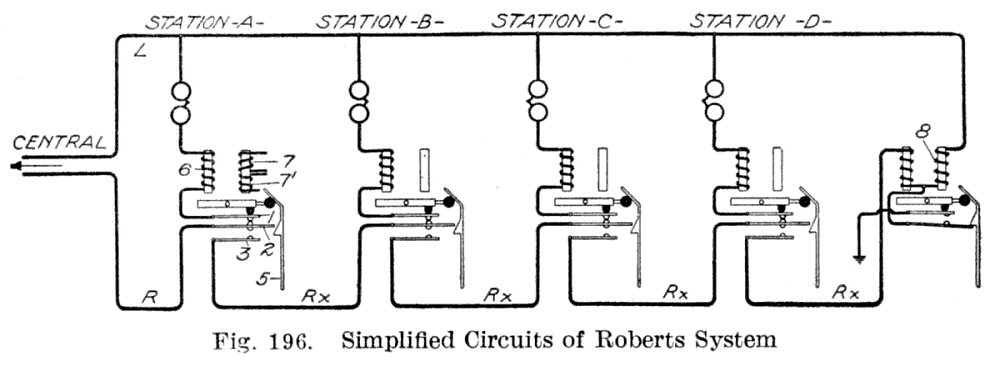 STATION-A- STATION-B- STATION-C- STATION -D-
L
CENTRAL
6 7 8
7'
1
2
3
5
R Rx Rx Rx Rx
Fig. 196. Simplified Circuits of Roberts System